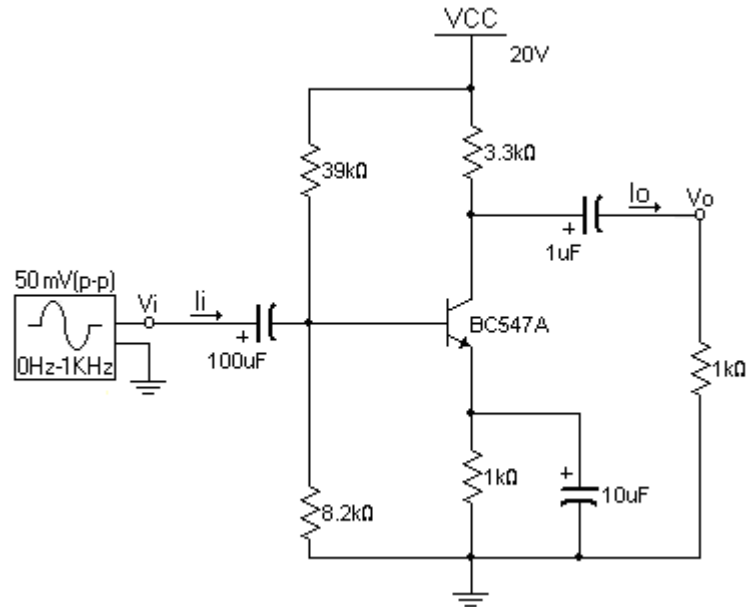 VCC
20V
39kΩ
3.3kΩ
Io
Vo
1uF
+
50 mV(p-p)
Vi
Ii
BC547A
+
100uF
0Hz-1KHz
1kΩ
8.2kΩ
1kΩ
+
10uF